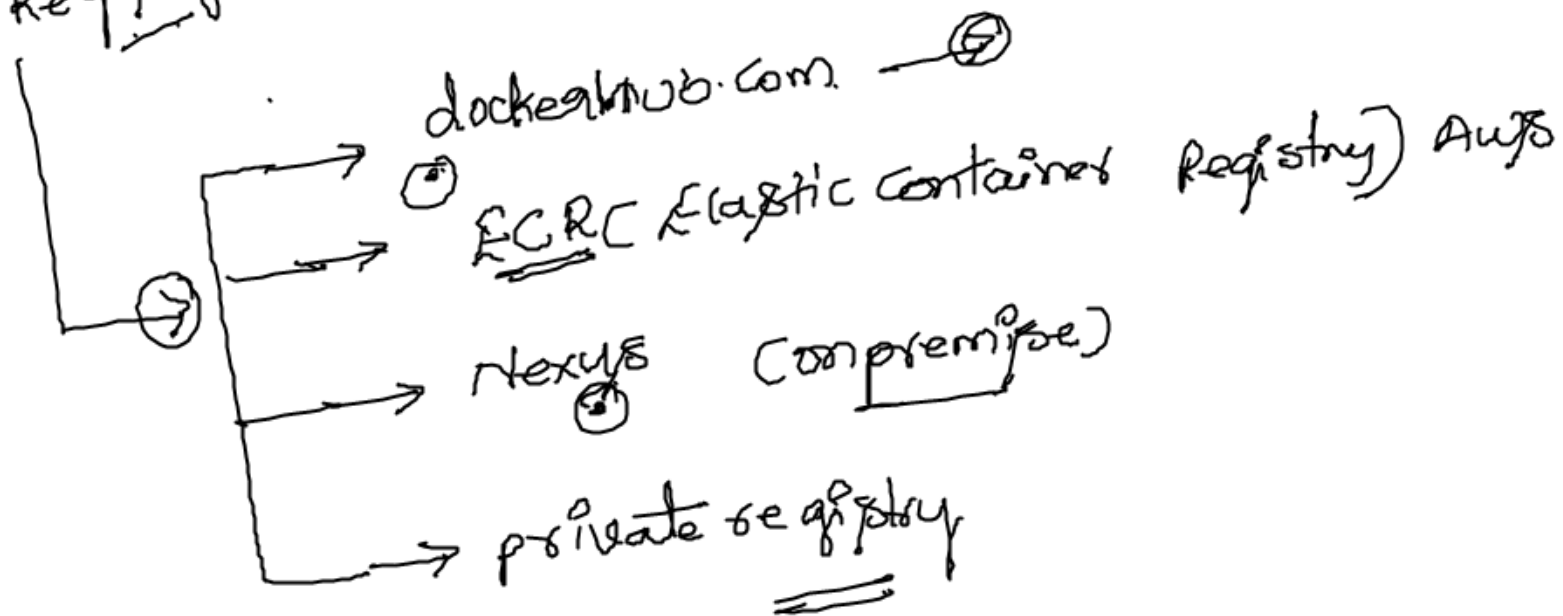 dockerhub.com
ECR (Elastic Container Registry) AWS
Nexus (onpremise)
private registry